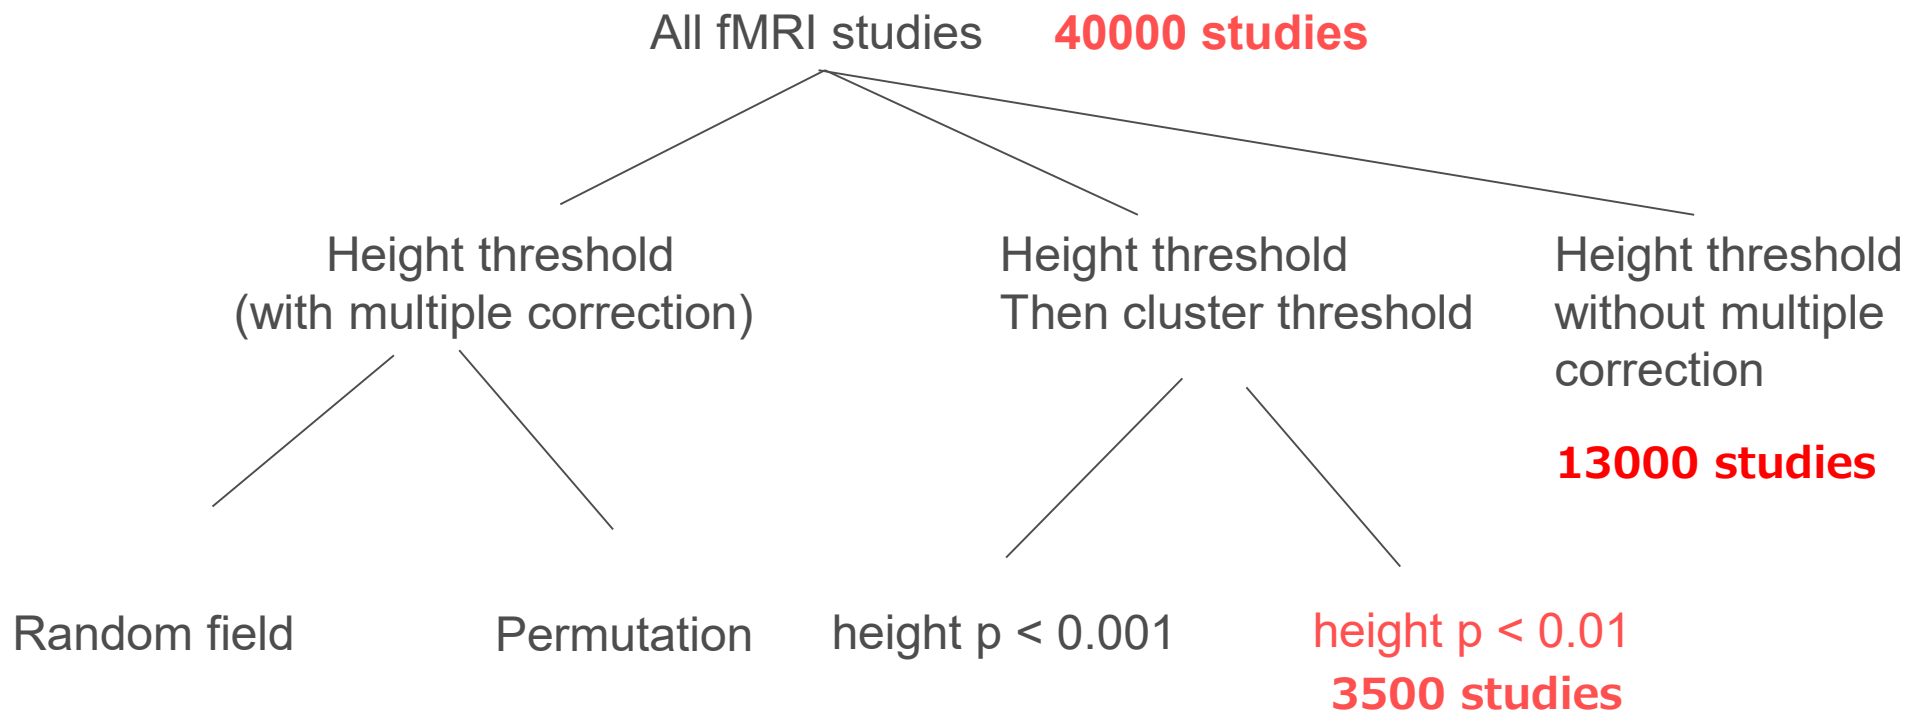 All fMRI studies 40000 studies
Height threshold
(with multiple correction)
Height threshold
Then cluster threshold
Height threshold
without multiple
correction
13000 studies
Random field
Permutation
height p < 0.001
height p < 0.01
3500 studies